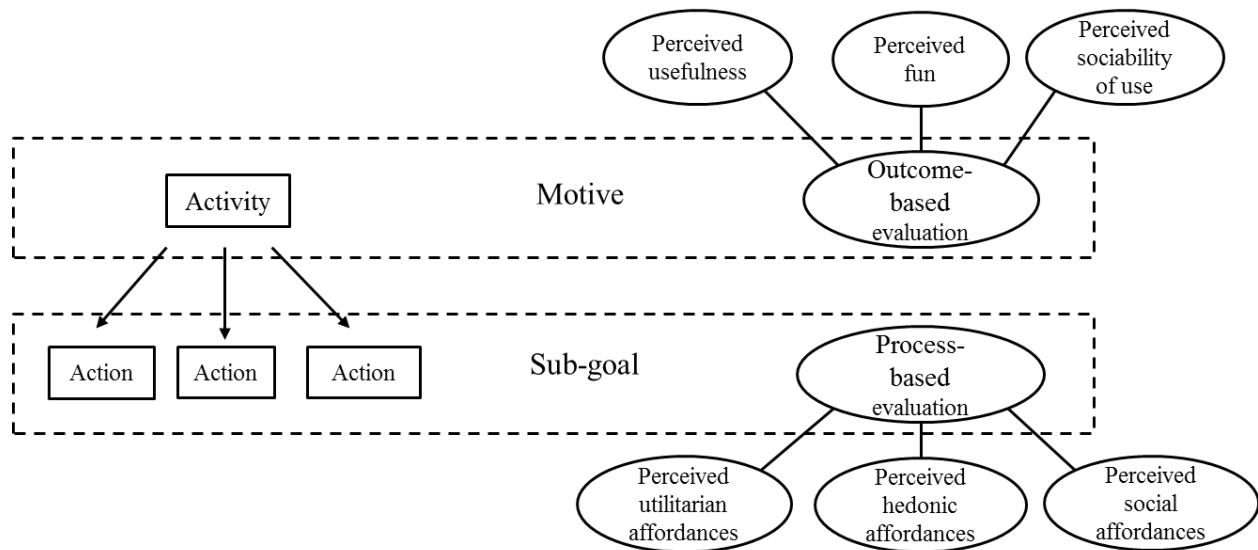 Perceived
usefulness
Perceived
fun
Perceived
sociability
of use
Activity
Motive
Outcome-
based
evaluation
Action
Action
Action
Sub-goal
Process-
based
evaluation
Perceived
utilitarian
affordances
Perceived
hedonic
affordances
Perceived
social
affordances